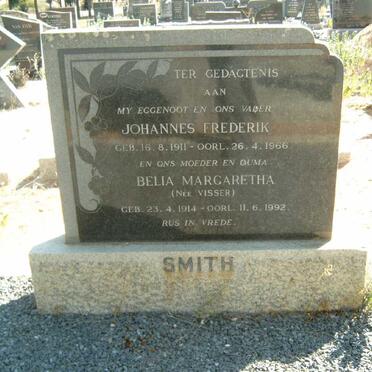 TER GEDAGTENIS
AAN
MY EGGENOOT EN ONS VADER
JOHANNES FREDERIK
GEB. 16. 8. 1911 - OORL. 26. 4. 1966
EN ONS MOEDER EN OUMA
BELIA MARGARETHA
(NEE VISSER)
GEB. 23. 4. 1914 - OORL. 11. 6. 1992
RUS IN VREDE.
SMITH